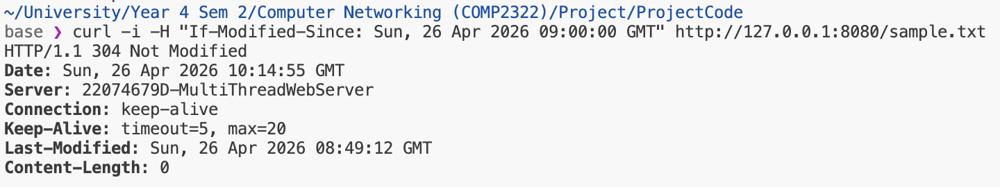 ~/University/Year 4 Sem 2/Computer Networking (COMP2322)/Project/ProjectCode
base ❯ curl -i -H "If-Modified-Since: Sun, 26 Apr 2026 09:00:00 GMT" http://127.0.0.1:8080/sample.txt
HTTP/1.1 304 Not Modified
Date: Sun, 26 Apr 2026 10:14:55 GMT
Server: 22074679D-MultiThreadWebServer
Connection: keep-alive
Keep-Alive: timeout=5, max=20
Last-Modified: Sun, 26 Apr 2026 08:49:12 GMT
Content-Length: 0